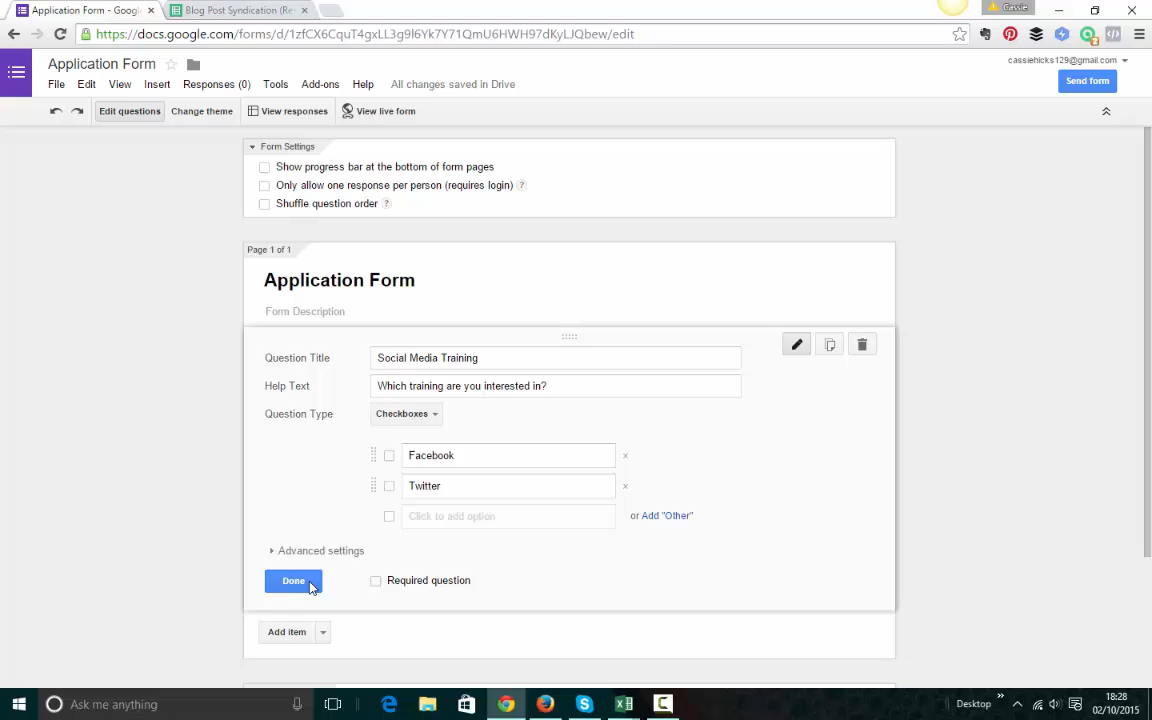 Application Form - Googl
Blog Post Syndication (Re
Cassie
https://docs.google.com/forms/d/1zfCX6CquT4gxLL3g9l6Yk7Y71QmU6HWH97dKyLJQbew/edit
Application Form
cassiehicks129@gmail.com
File Edit View Insert Responses (0) Tools Add-ons Help All changes saved in Drive
Send form
Edit questions Change theme View responses View live form
Form Settings
Show progress bar at the bottom of form pages
Only allow one response per person (requires login) ?
Shuffle question order ?
Page 1 of 1
Application Form
Form Description
Question Title Social Media Training
Help Text Which training are you interested in?
Question Type Checkboxes
Facebook x
Twitter x
Click to add option or Add "Other"
Advanced settings
Done Required question
Add item
Ask me anything
Desktop
18:28
02/10/2015